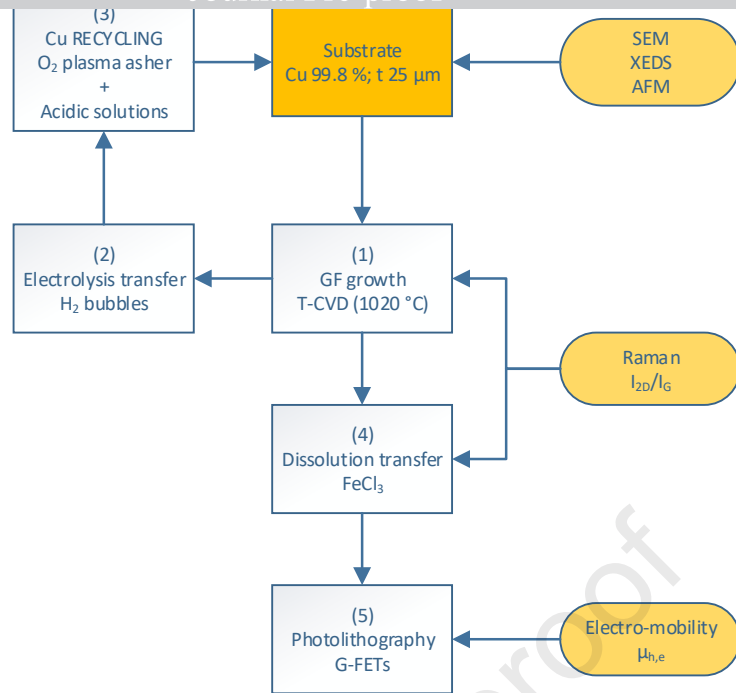 (3)
Cu RECYCLING
O₂ plasma asher
+
Acidic solutions
Substrate
Cu 99.8 %; t 25 μm
SEM
XEDS
AFM
(2)
Electrolysis transfer
H₂ bubbles
(1)
GF growth
T-CVD (1020 °C)
Raman
I₂D/I_G
(4)
Dissolution transfer
FeCl₃
(5)
Photolithography
G-FETs
Electro-mobility
μh,e
roof